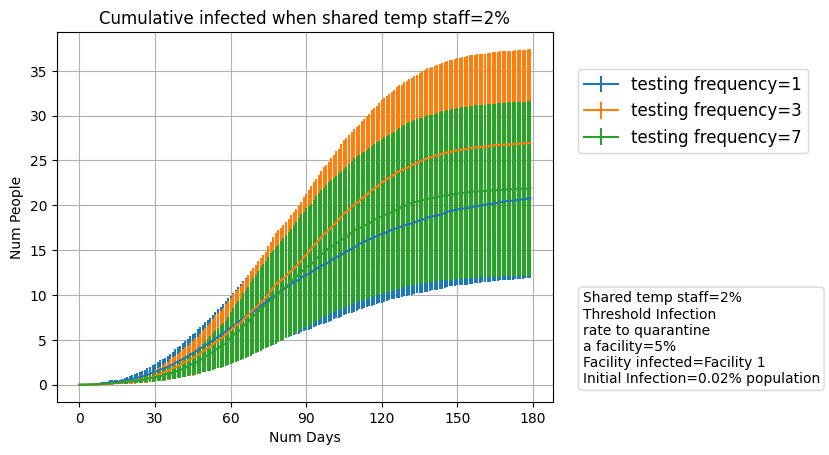 Cumulative infected when shared temp staff=2%
Num People
35
30
25
20
15
10
5
0
0 30 60 90 120 150 180
Num Days
testing frequency=1
testing frequency=3
testing frequency=7
Shared temp staff=2%
Threshold Infection
rate to quarantine
a facility=5%
Facility infected=Facility 1
Initial Infection=0.02% population